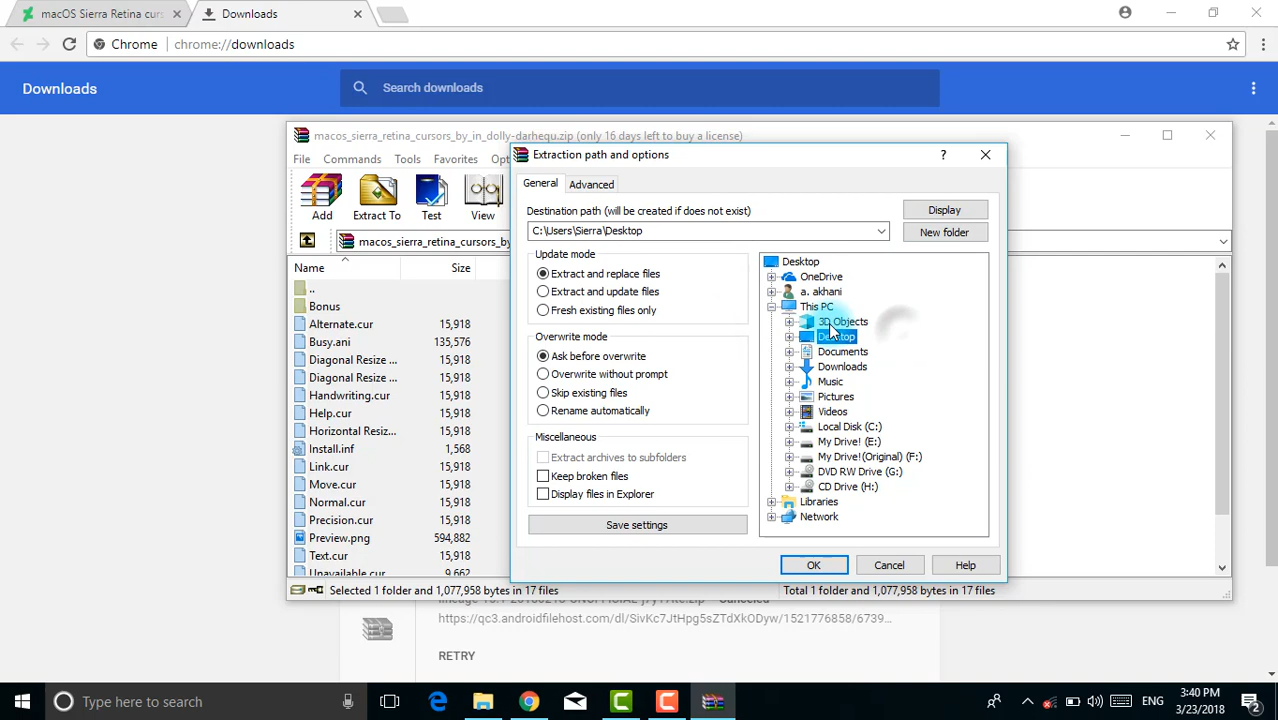 macOS Sierra Retina curs
Downloads
Chrome
chrome://downloads
Downloads
Search downloads
macos_sierra_retina_cursors_by_in_dolly-darhequ.zip (only 16 days left to buy a license)
File Commands Tools Favorites Opt
Add Extract To Test View
macos_sierra_retina_cursors_by
Name Size
..
Bonus
Alternate.cur 15,918
Busy.ani 135,566
Diagonal Resize ... 15,918
Diagonal Resize ... 15,918
Handwriting.cur 15,918
Help.cur 15,918
Horizontal Resiz... 15,918
Install.inf 1,568
Link.cur 15,918
Move.cur 15,918
Normal.cur 15,918
Precision.cur 15,918
Preview.png 594,882
Text.cur 15,918
Unavailable.cur 9,662
Selected 1 folder and 1,077,958 bytes in 17 files
Total 1 folder and 1,077,958 bytes in 17 files
Extraction path and options
?
General
Advanced
Destination path (will be created if does not exist)
C:\Users\Sierra\Desktop
Display
New folder
Update mode
Extract and replace files
Extract and update files
Fresh existing files only
Overwrite mode
Ask before overwrite
Overwrite without prompt
Skip existing files
Rename automatically
Miscellaneous
Extract archives to subfolders
Keep broken files
Display files in Explorer
Save settings
Desktop
OneDrive
a. akhani
This PC
3D Objects
Desktop
Documents
Downloads
Music
Pictures
Videos
Local Disk (C:)
My Drive! (E:)
My Drive!(Original) (F:)
DVD RW Drive (G:)
CD Drive (H:)
Libraries
Network
OK
Cancel
Help
https://qc3.androidfilehost.com/dl/SivKc7JtHpg5sZTdXkODyw/1521776858/6739...
RETRY
Type here to search
ENG
3:40 PM
3/23/2018
2